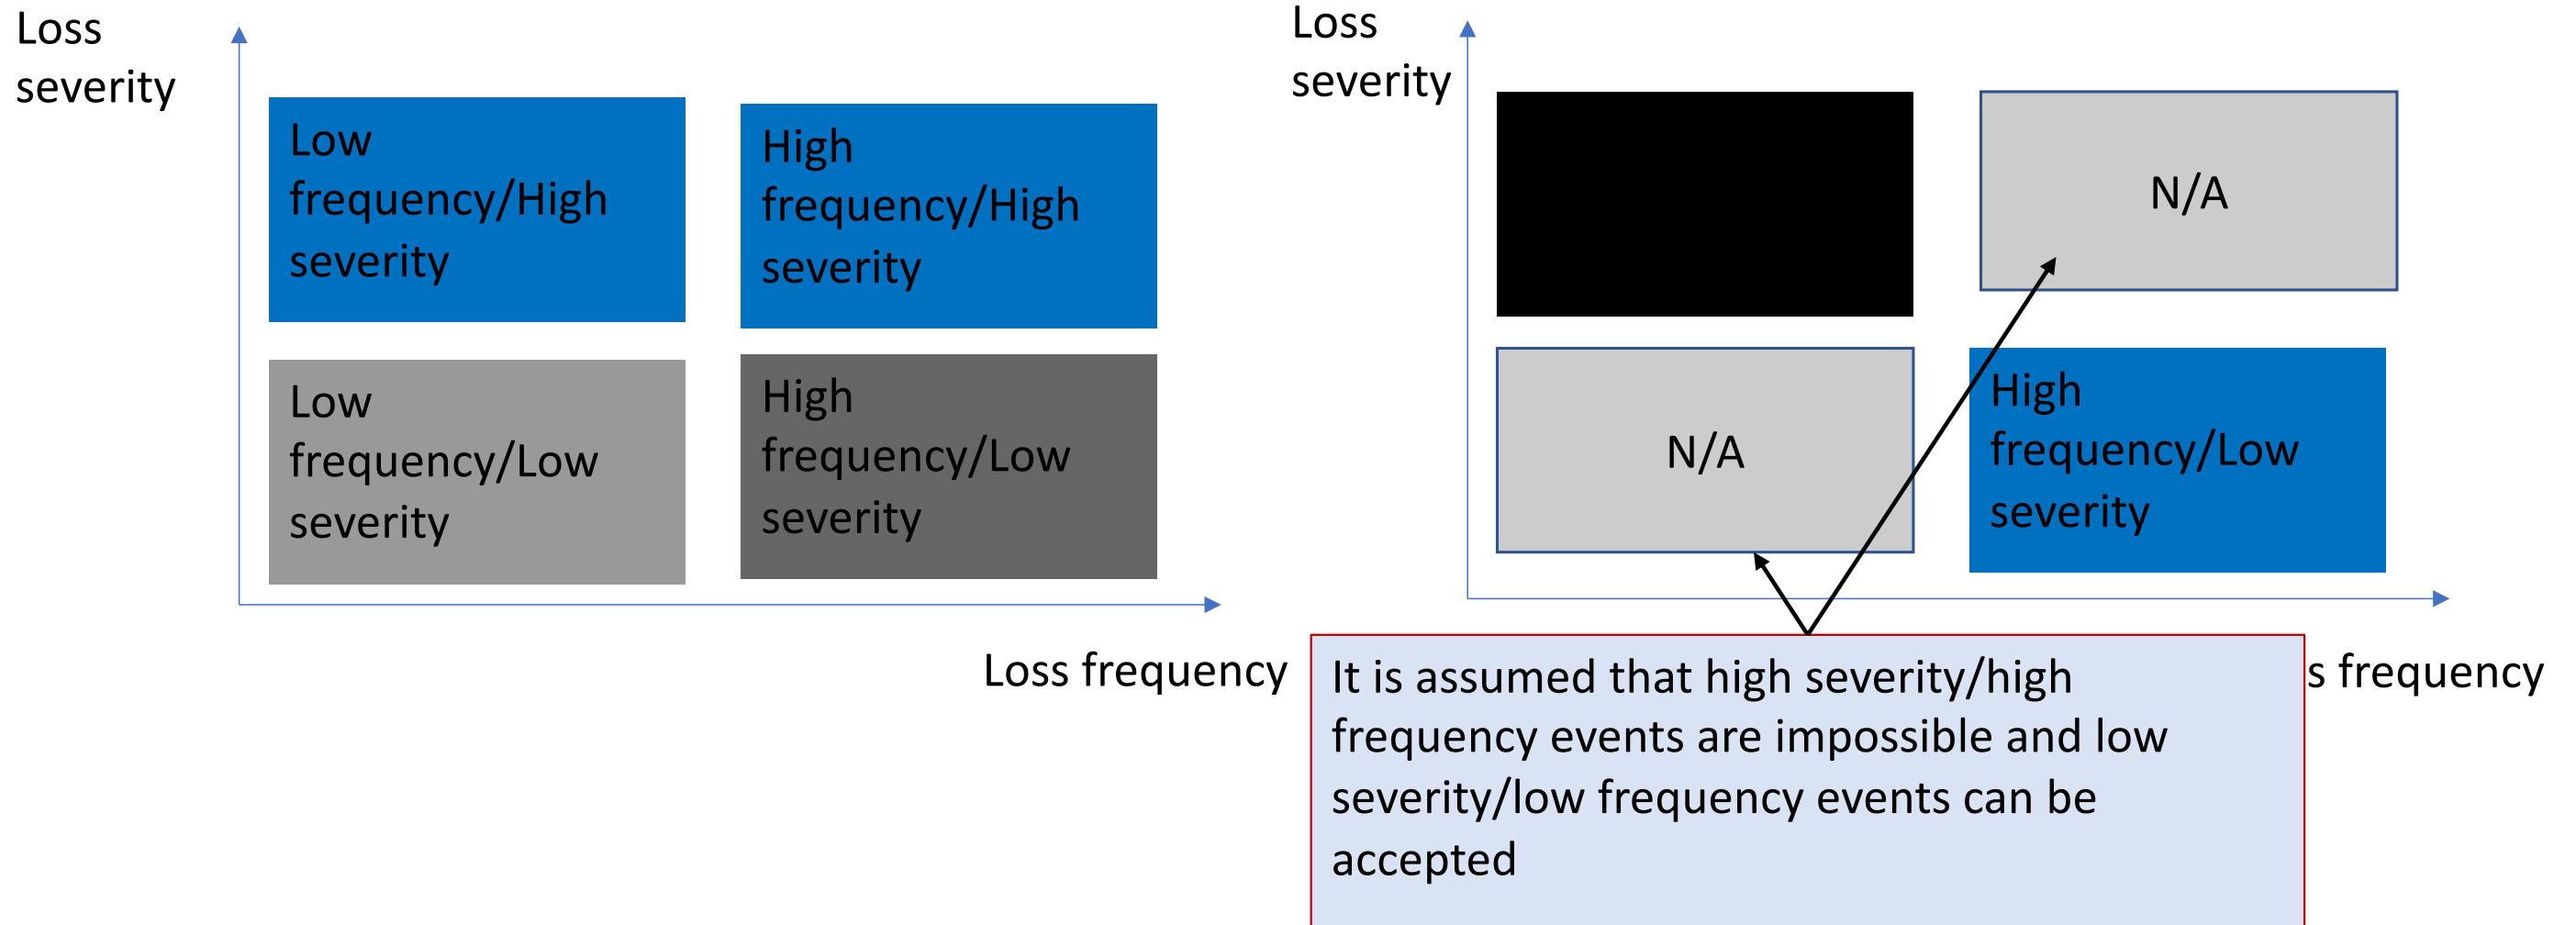 Loss
severity
Low
frequency/High
severity
High
frequency/High
severity
Low
frequency/Low
severity
High
frequency/Low
severity
Loss frequency
Loss
severity
N/A
N/A
High
frequency/Low
severity
s frequency
It is assumed that high severity/high
frequency events are impossible and low
severity/low frequency events can be
accepted